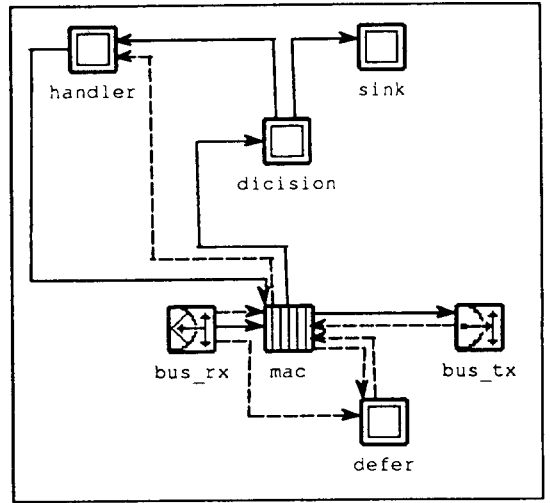 handler
sink
dicision
bus_rx
mac
bus_tx
defer